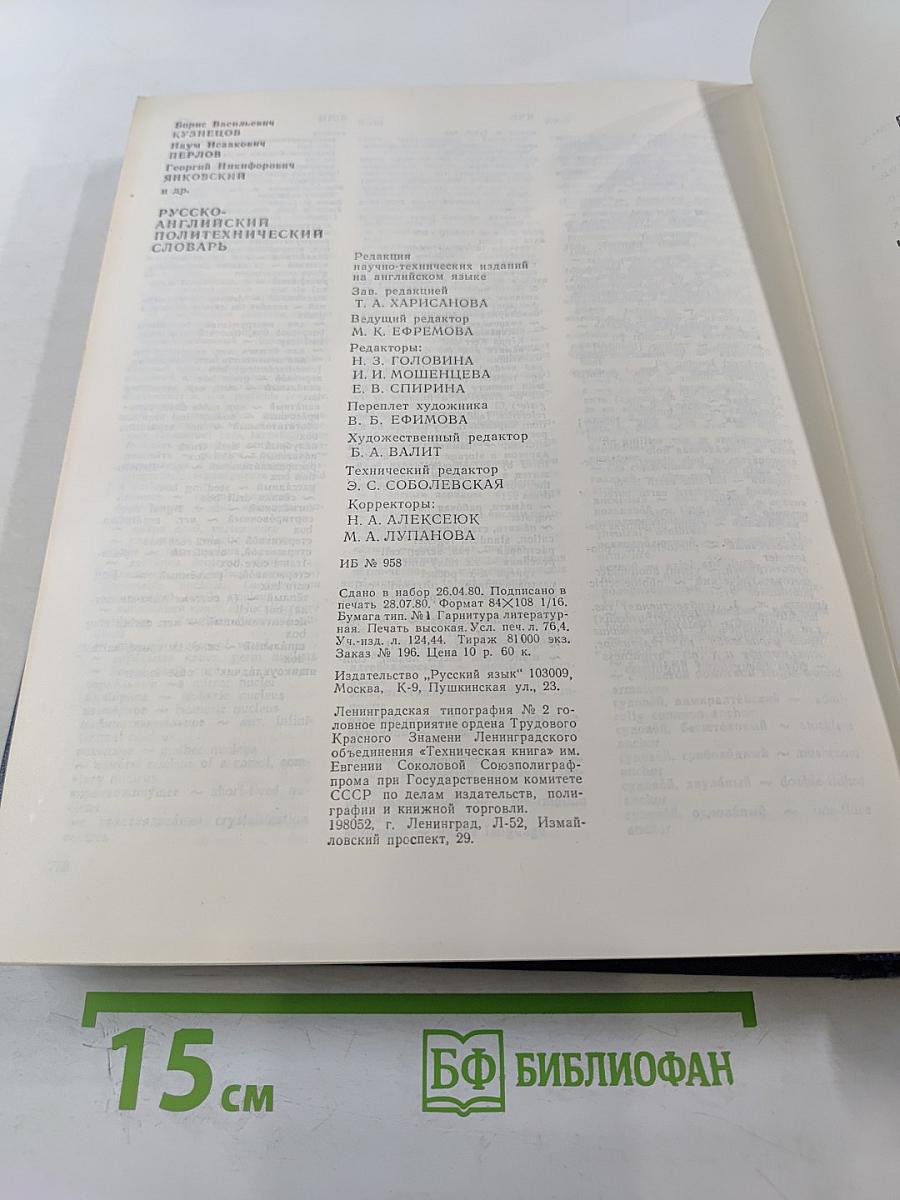 Борис Васильевич
КУЗНЕЦОВ
Наум Исаакович
ПЕРЛОВ
Георгий Никифорович
ЯНКОВСКИЙ
и др.
РУССКО-
АНГЛИЙСКИЙ
ПОЛИТЕХНИЧЕСКИЙ
СЛОВАРЬ
Редакция
научно-технических изданий
на английском языке
Зав. редакцией
Т. А. ХАРИСАНОВА
Ведущий редактор
М. К. ЕФРЕМОВА
Редакторы:
Н. З. ГОЛОВИНА
И. И. МОШЕНЦЕВА
Е. В. СПИРИНА
Переплет художника
В. Б. ЕФИМОВА
Художественный редактор
Б. А. ВАЛИТ
Технический редактор
Э. С. СОБОЛЕВСКАЯ
Корректоры:
Н. А. АЛЕКСЕЮК
М. А. ЛУПАНОВА
ИБ № 958
Сдано в набор 26.04.80. Подписано в
печать 28.07.80. Формат 84×108 1/16.
Бумага тип. №1 Гарнитура литератур-
ная. Печать высокая. Усл. печ. л. 76,4.
Уч.-изд. л. 124,44. Тираж 81000 экз.
Заказ № 196. Цена 10 р. 60 к.
Издательство „Русский язык" 103009,
Москва, К-9, Пушкинская ул., 23.
Ленинградская типография № 2 го-
ловное предприятие ордена Трудового
Красного Знамени Ленинградского
объединения «Техническая книга» им.
Евгении Соколовой Союзполиграф-
прома при Государственном комитете
СССР по делам издательств, поли-
графии и книжной торговли.
198052, г. Ленинград, Л-52, Измай-
ловский проспект, 29.
15 см
БФ БИБЛИОФАН